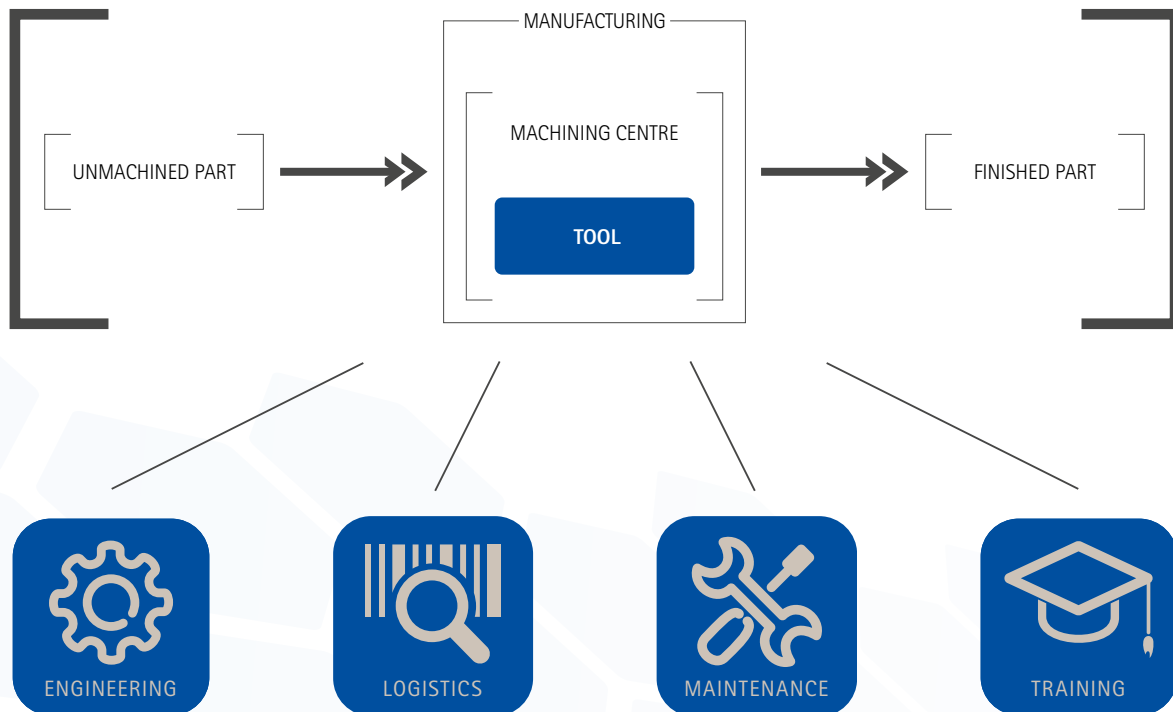 MANUFACTURING
MACHINING CENTRE
UNMACHINED PART
FINISHED PART
TOOL
ENGINEERING
LOGISTICS
MAINTENANCE
TRAINING